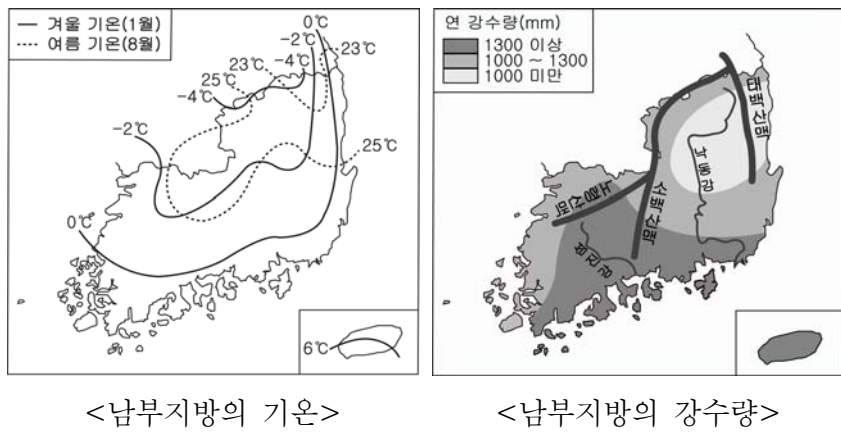 겨울 기온(1월)
여름 기온(8월)
0℃
-2℃
23℃
-4℃
23℃
25℃
-4℃
-2℃
25℃
0℃
6℃
<남부지방의 기온>
연 강수량(mm)
1300 이상
1000 ~ 1300
1000 미만
태백산맥
낙동강
노령산맥
소백산맥
섬진강
<남부지방의 강수량>